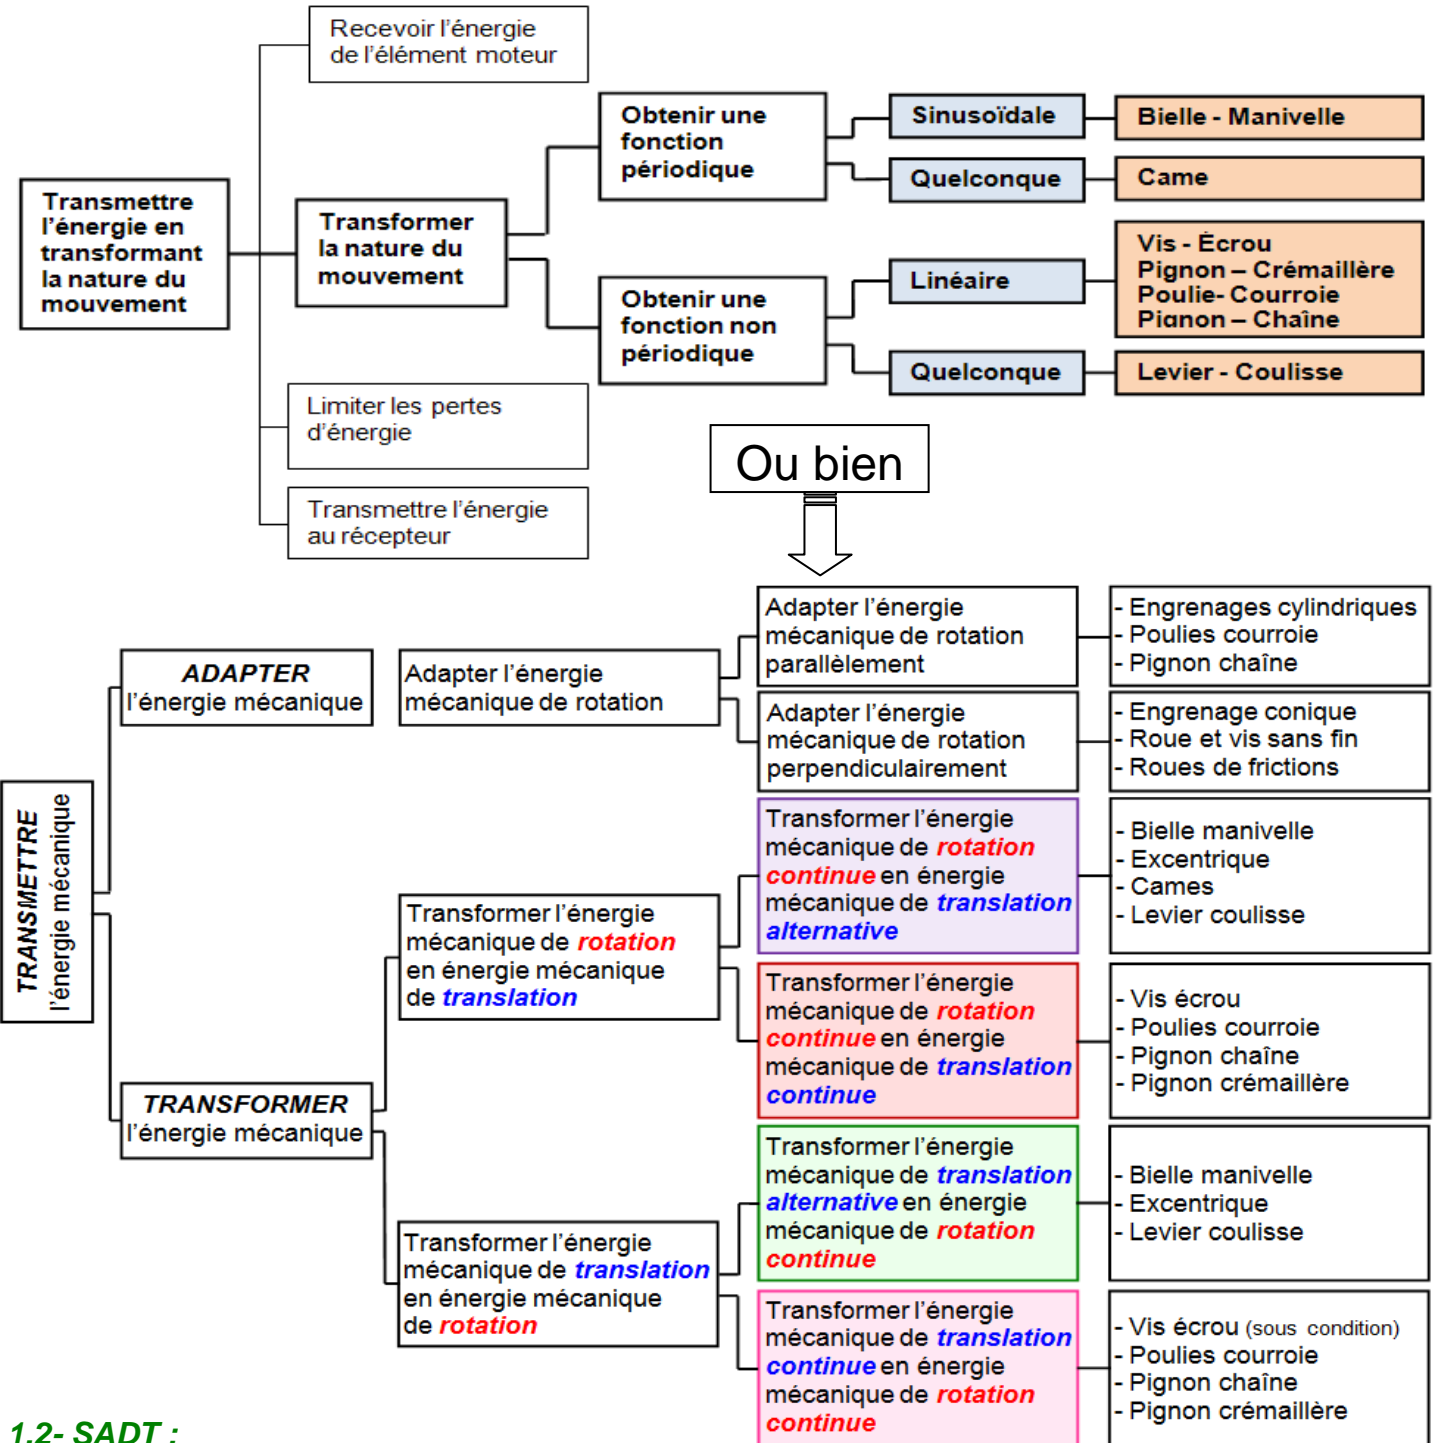 Recevoir l'énergie
de l'élément moteur
Transmettre
l'énergie en
transformant
la nature du
mouvement
Transformer
la nature du
mouvement
Obtenir une
fonction
périodique
Sinusoïdale
Bielle - Manivelle
Quelconque
Came
Obtenir une
fonction non
périodique
Linéaire
Vis - Écrou
Pignon – Crémaillère
Poulie- Courroie
Pignon – Chaîne
Quelconque
Levier - Coulisse
Limiter les pertes
d'énergie
Transmettre l'énergie
au récepteur
Ou bien
TRANSMETTRE
l'énergie mécanique
ADAPTER
l'énergie mécanique
Adapter l'énergie
mécanique de rotation
Adapter l'énergie
mécanique de rotation
parallèlement
- Engrenages cylindriques
- Poulies courroie
- Pignon chaîne
Adapter l'énergie
mécanique de rotation
perpendiculairement
- Engrenage conique
- Roue et vis sans fin
- Roues de frictions
TRANSFORMER
l'énergie mécanique
Transformer l'énergie
mécanique de rotation
en énergie mécanique
de translation
Transformer l'énergie
mécanique de rotation
continue en énergie
mécanique de translation
alternative
- Bielle manivelle
- Excentrique
- Cames
- Levier coulisse
Transformer l'énergie
mécanique de rotation
continue en énergie
mécanique de translation
continue
- Vis écrou
- Poulies courroie
- Pignon chaîne
- Pignon crémaillère
Transformer l'énergie
mécanique de translation
en énergie mécanique
de rotation
Transformer l'énergie
mécanique de translation
alternative en énergie
mécanique de rotation
continue
- Bielle manivelle
- Excentrique
- Levier coulisse
Transformer l'énergie
mécanique de translation
continue en énergie
mécanique de rotation
continue
- Vis écrou (sous condition)
- Poulies courroie
- Pignon chaîne
- Pignon crémaillère
1.2- SADT :